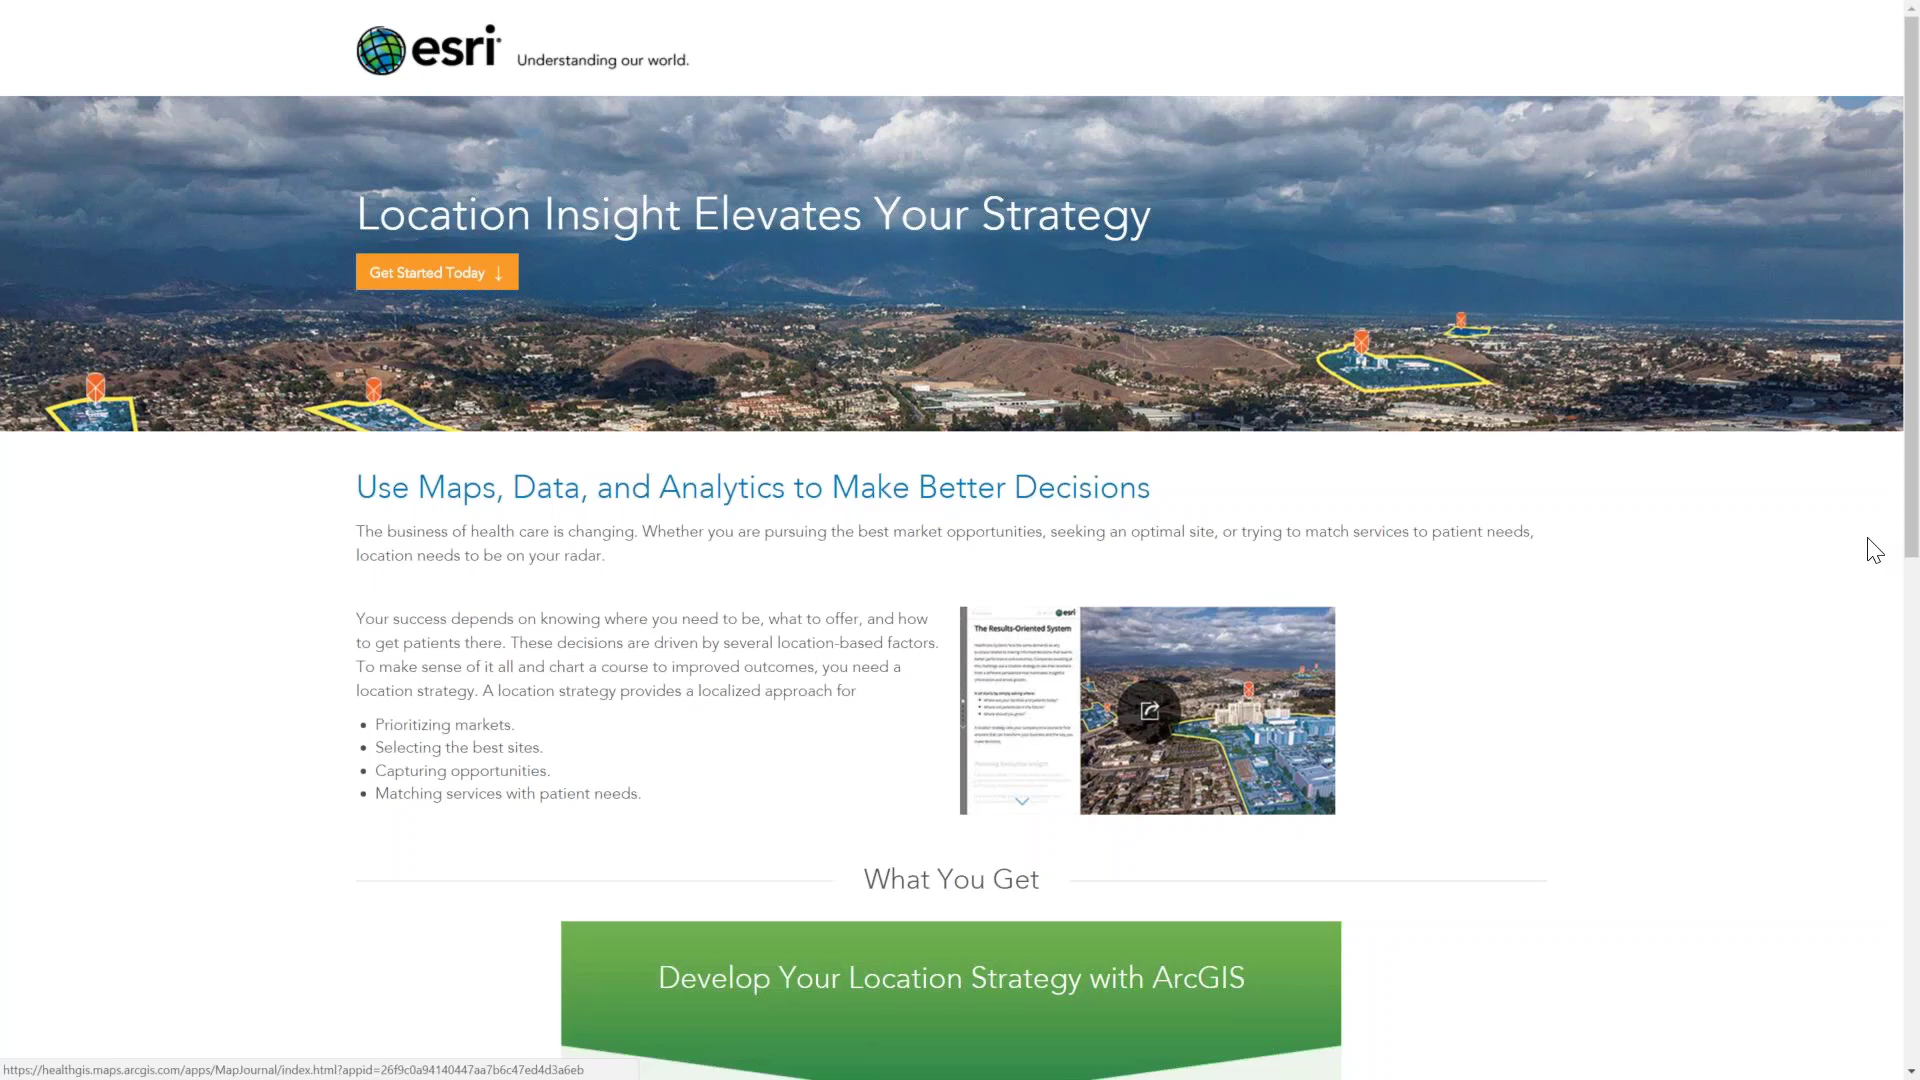 esri
Understanding our world.
Location Insight Elevates Your Strategy
Get Started Today ↓
Use Maps, Data, and Analytics to Make Better Decisions
The business of health care is changing. Whether you are pursuing the best market opportunities, seeking an optimal site, or trying to match services to patient needs,
location needs to be on your radar.
Your success depends on knowing where you need to be, what to offer, and how
to get patients there. These decisions are driven by several location-based factors.
To make sense of it all and chart a course to improved outcomes, you need a
location strategy. A location strategy provides a localized approach for
• Prioritizing markets.
• Selecting the best sites.
• Capturing opportunities.
• Matching services with patient needs.
esri
The Results-Oriented System
What You Get
Develop Your Location Strategy with ArcGIS
https://healthgis.maps.arcgis.com/apps/MapJournal/index.html?appid=26f9c0a94140447aa7b6c47ed4d3a6eb